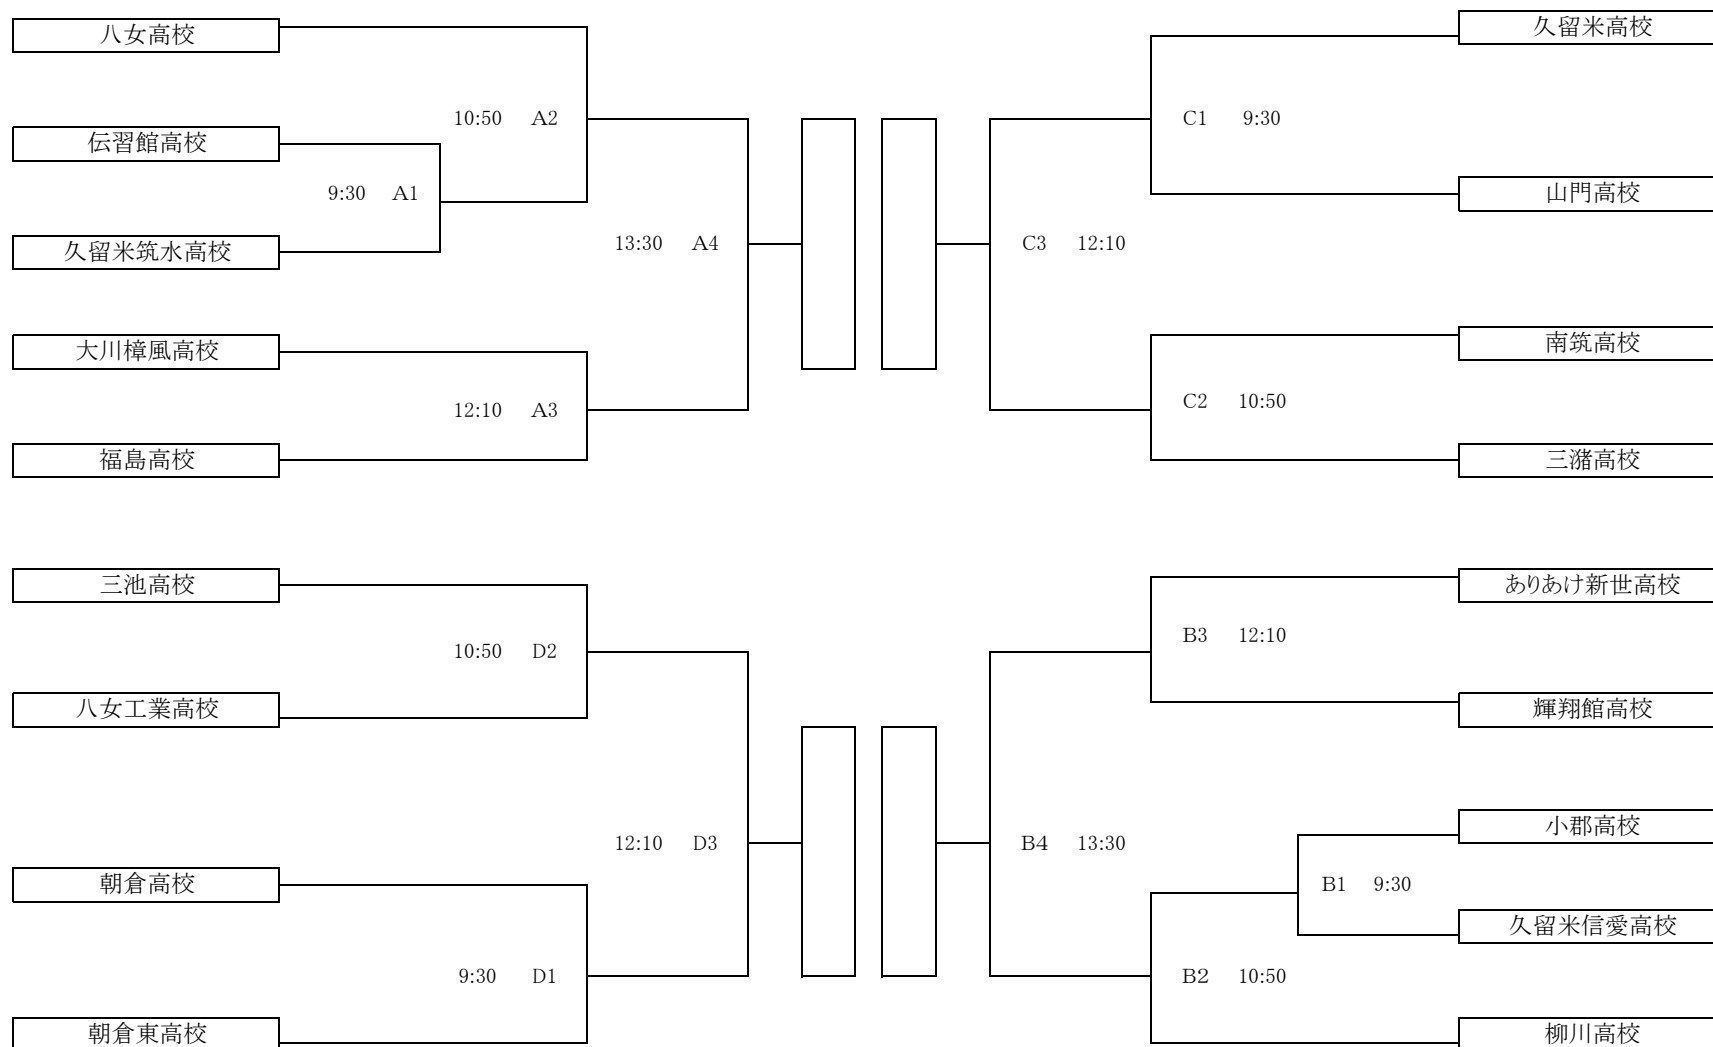 八女高校
久留米高校
10:50 A2
C1 9:30
伝習館高校
9:30 A1
山門高校
久留米筑水高校
13:30 A4
C3 12:10
大川樟風高校
南筑高校
12:10 A3
C2 10:50
福島高校
三潴高校
三池高校
ありあけ新世高校
10:50 D2
B3 12:10
八女工業高校
輝翔館高校
小郡高校
12:10 D3
B4 13:30
朝倉高校
B1 9:30
久留米信愛高校
9:30 D1
B2 10:50
朝倉東高校
柳川高校